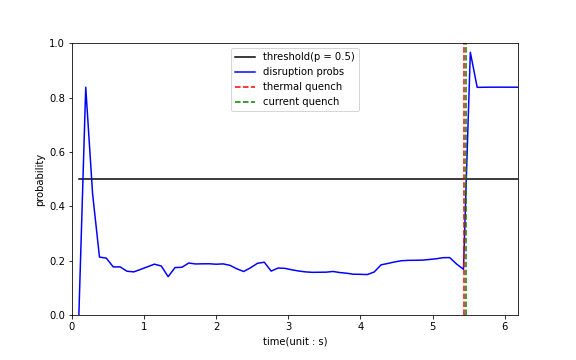 threshold(p = 0.5)
disruption probs
thermal quench
current quench
1.0
0.8
0.6
0.4
0.2
0.0
probability
0
1
2
3
4
5
6
time(unit : s)